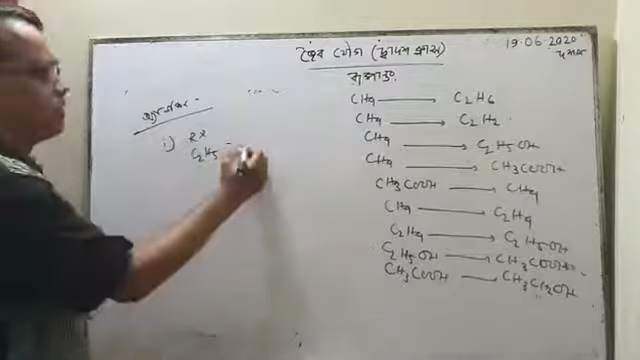 জৈব যৌগ (দ্বাদশ শ্রেণি)
19.06.2020
i) RX
C2H5 –
CH4 → C2H6
CH4 → C2H2
CH4 → C2H5OH
CH4 → CH3COOH
CH3COOH → CH4
CH4 → C2H4
C2H4 → C2H5OH
C2H5OH → CH3COOH
CH3COOH → CH3CH2OH